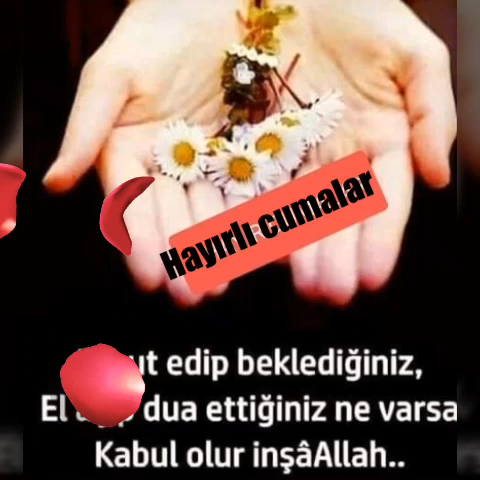 Hayırlı cumalar
edip beklediğiniz,
El dua ettiğiniz ne varsa
Kabul olur inşâAllah..